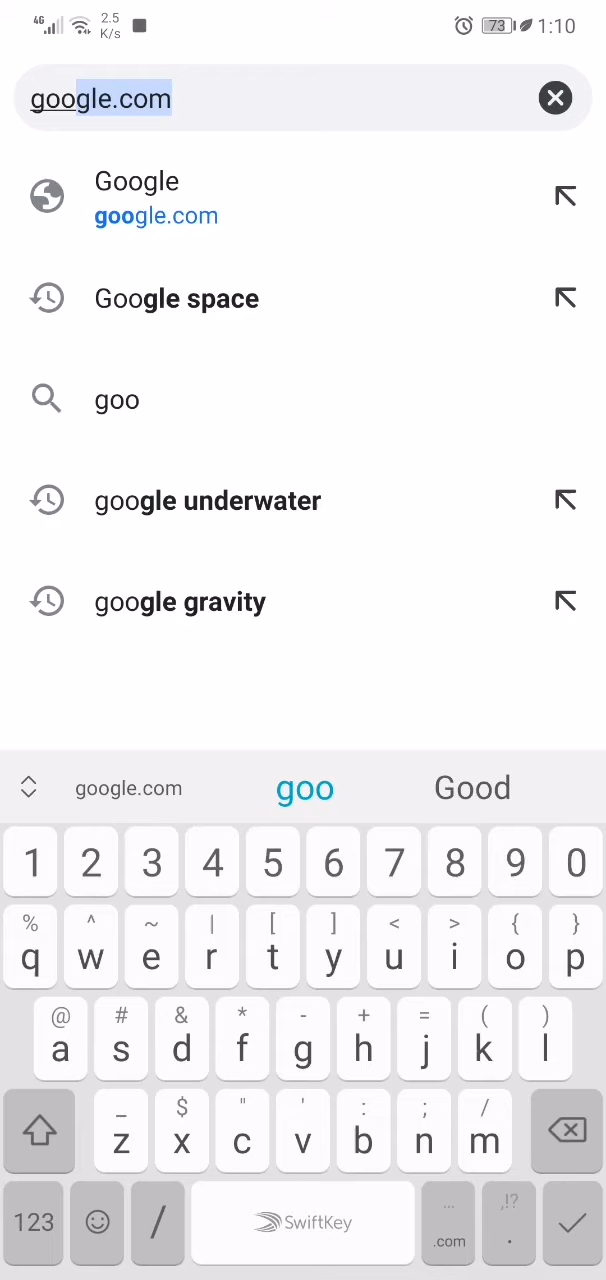 4G 2.5 K/s 73 1:10
google.com
Google
google.com
Google space
goo
google underwater
google gravity
google.com goo Good
1 2 3 4 5 6 7 8 9 0
% ^ ~ | [ ] < > { }
q w e r t y u i o p
@ # & * - + = ( )
a s d f g h j k l
_ $ " ' : ; /
z x c v b n m
... ,!?
123 / SwiftKey .com .